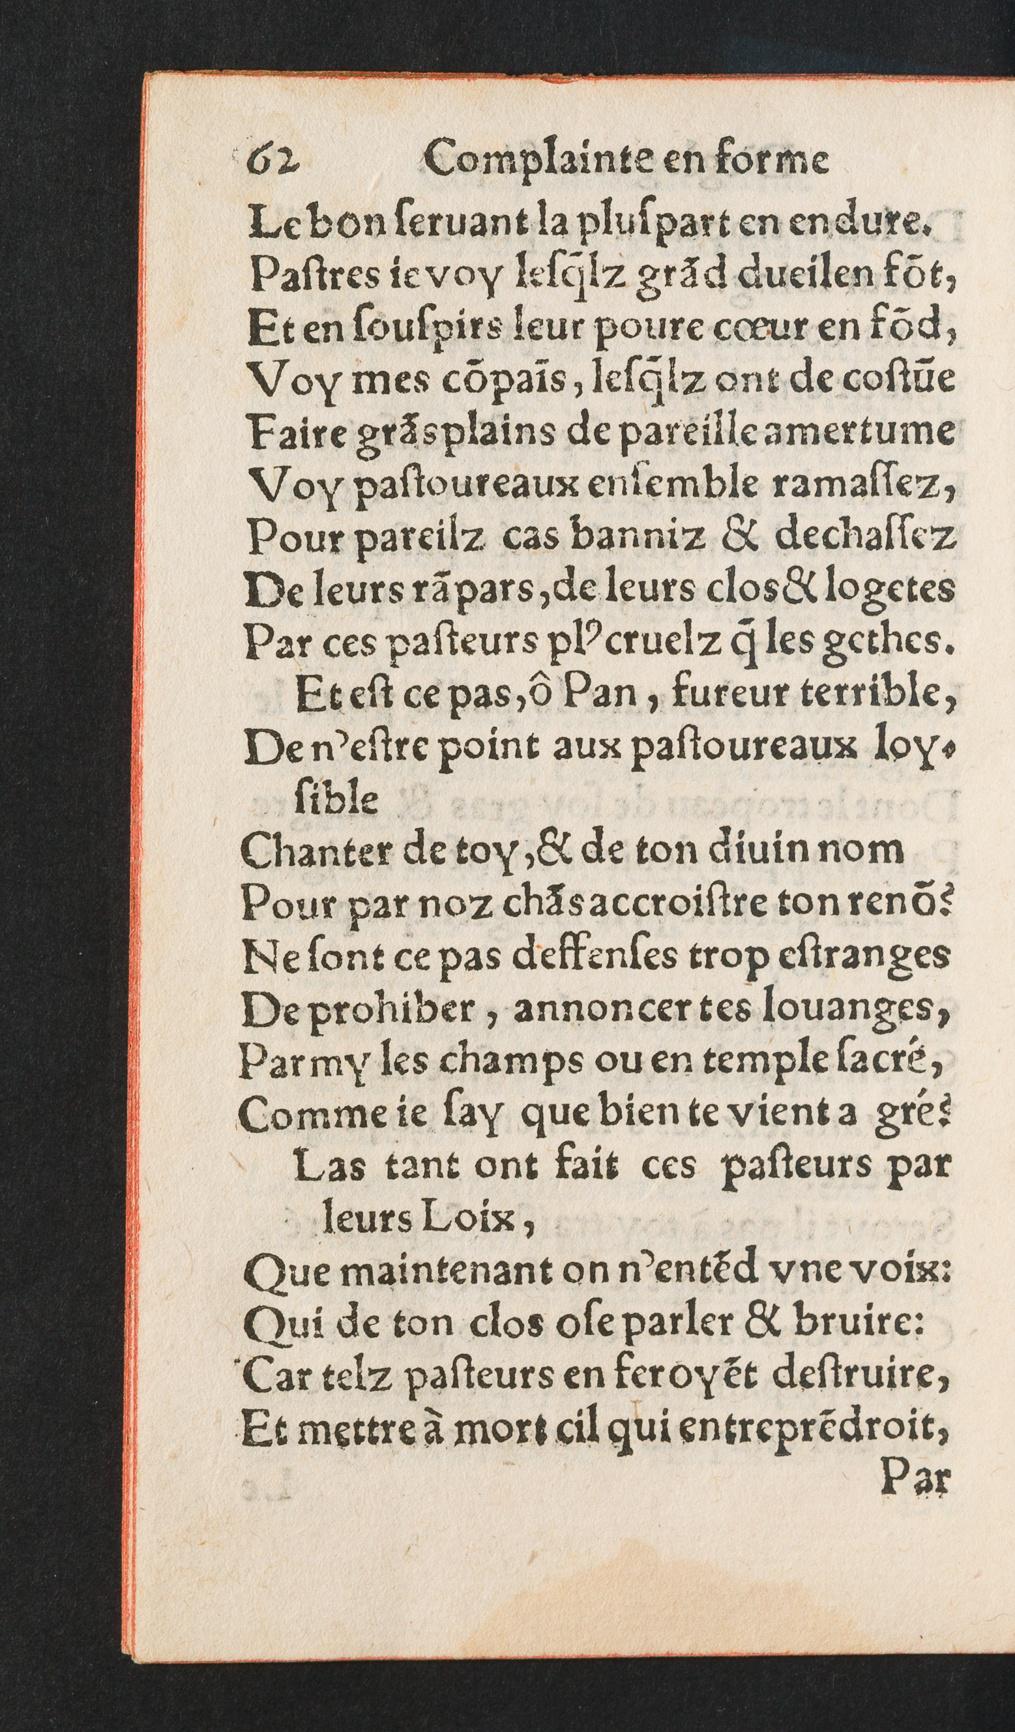 62 Complainte en forme
Le bon ſeruant la pluſpart en endure.
Paſtres ie voy leſq̃lz grãd dueil en fõt,
Et en ſouſpirs leur poure cœur en fõd,
Voy mes cõpaĩs, leſq̃lz ont de coſtũe
Faire grãs plains de pareille amertume
Voy paſtoureaux enſemble ramaſſez,
Pour pareilz cas banniz & dechaſſez
De leurs rãpars, de leurs clos & logetes
Par ces paſteurs plꝰ cruelz q̃ les gethes.
Et eſt ce pas, ô Pan, fureur terrible,
De n'eſtre point aux paſtoureaux loy-
ſible
Chanter de toy, & de ton diuin nom
Pour par noz chãs accroiſtre ton renõ?
Ne ſont ce pas deffenſes trop eſtranges
De prohiber, annoncer tes louanges,
Parmy les champs ou en temple ſacré,
Comme ie ſay que bien te vient a gré?
Las tant ont fait ces paſteurs par
leurs Loix,
Que maintenant on n'entẽd vne voix:
Qui de ton clos oſe parler & bruire:
Car telz paſteurs en feroyẽt deſtruire,
Et mettre à mort cil qui entreprẽdroit,
Par